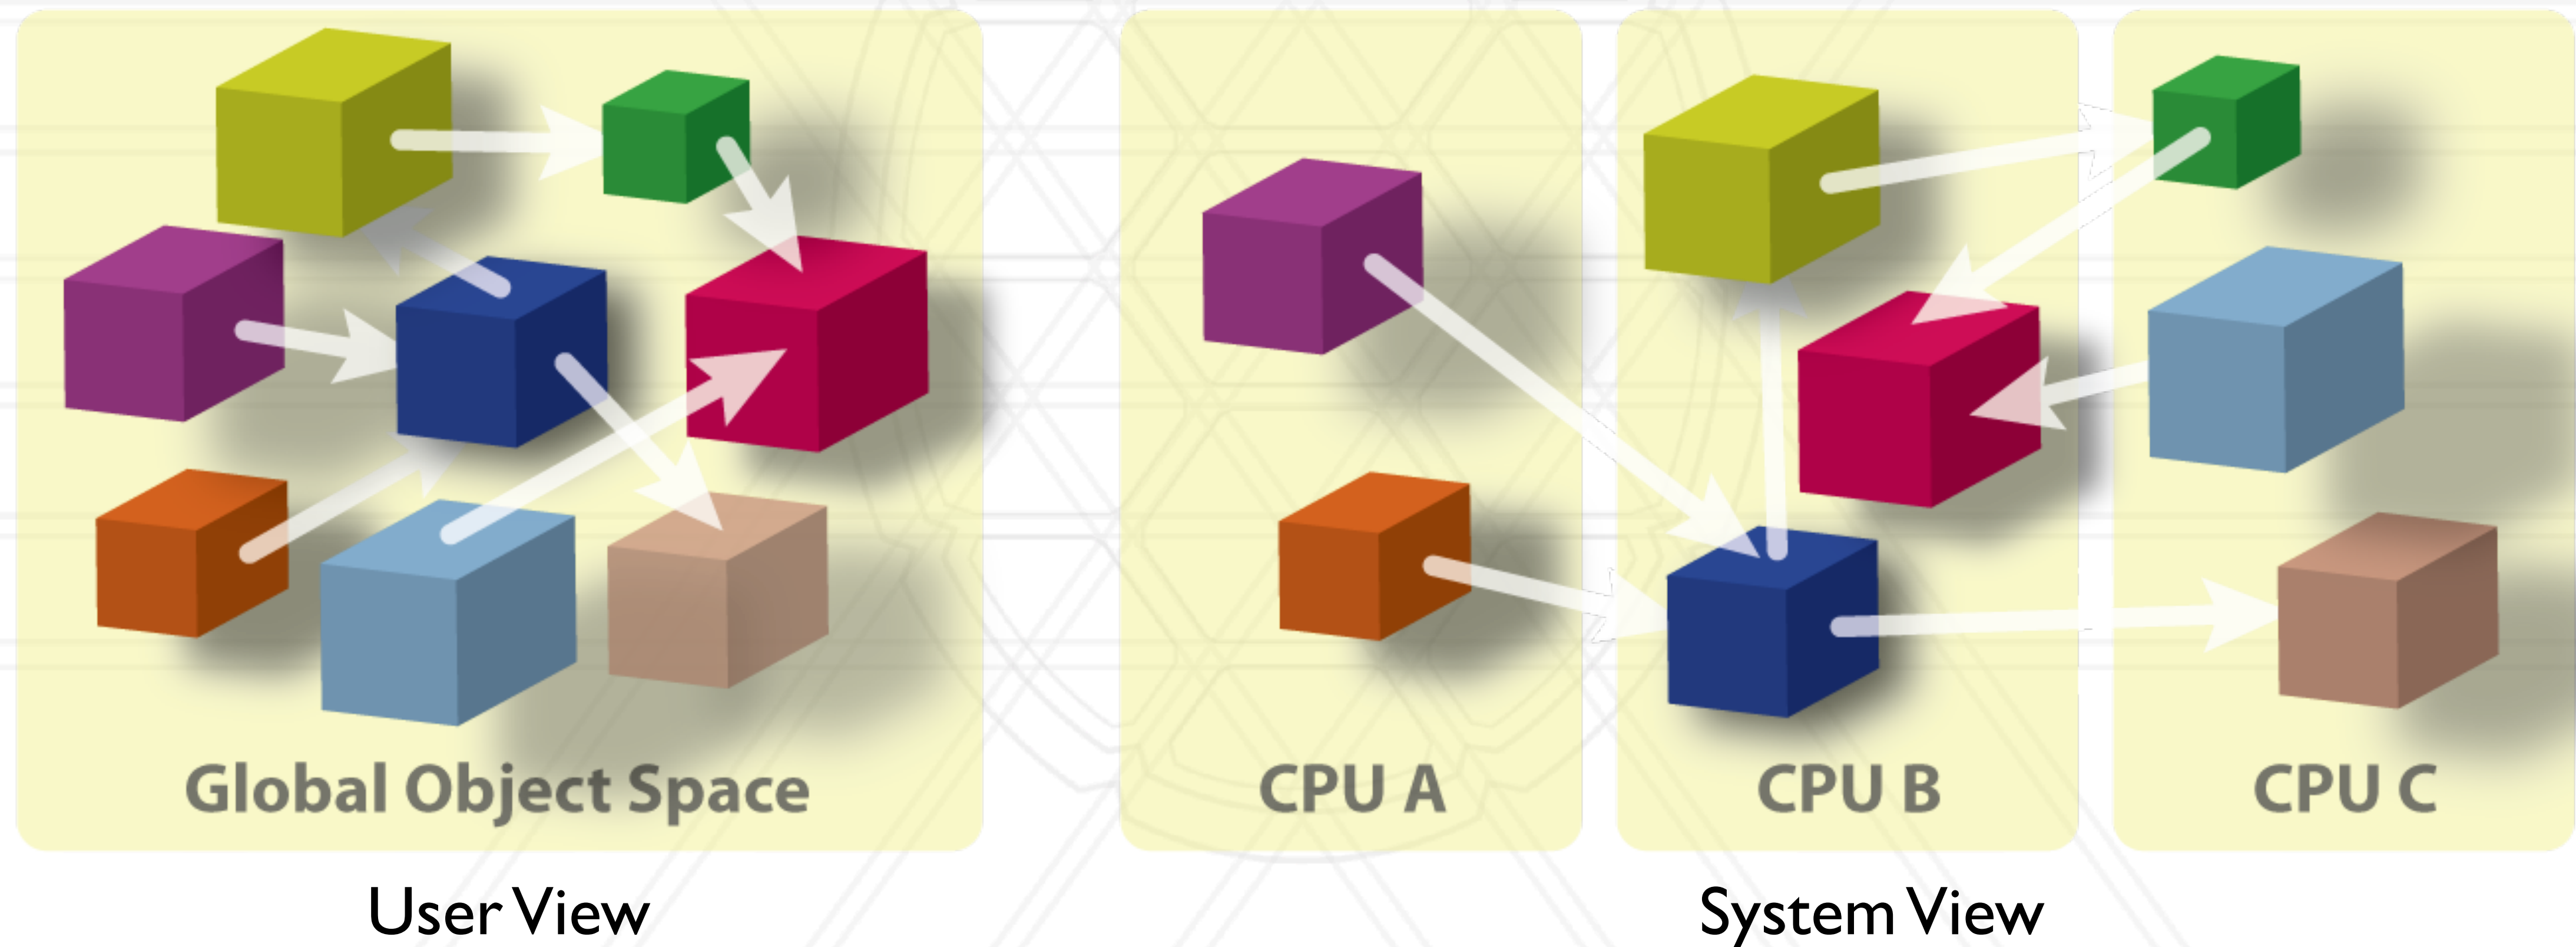 Global Object Space
CPU A
CPU B
CPU C
User View
System View